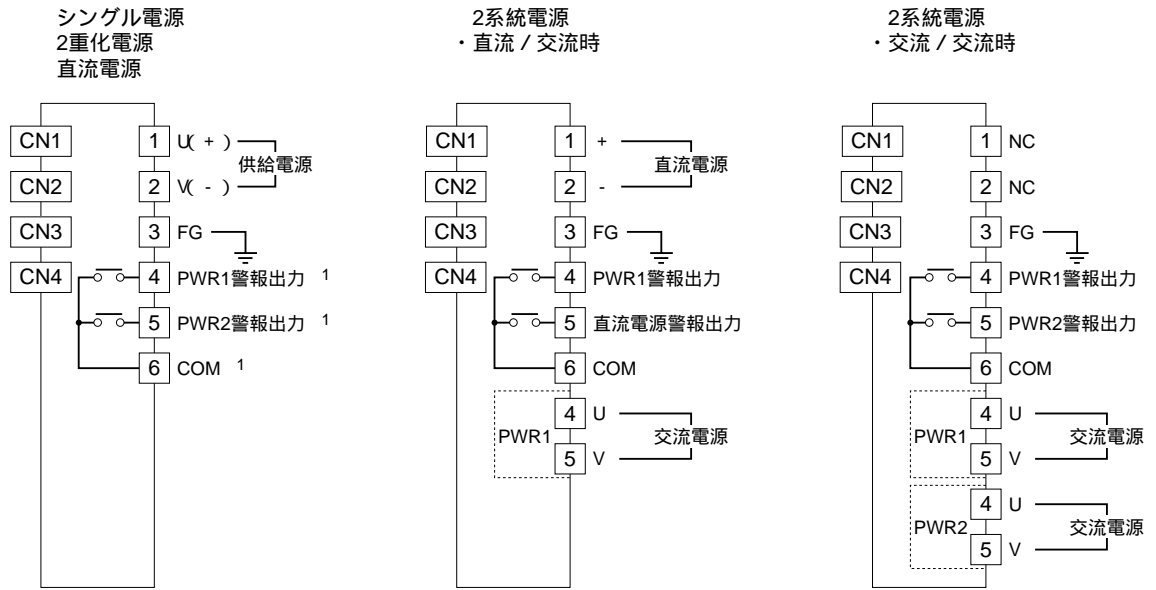 シングル電源
2重化電源
直流電源
CN1
CN2
CN3
CN4
1 U( + )
供給電源
2 V( - )
3 FG
4 PWR1警報出力 1
5 PWR2警報出力 1
6 COM 1
2系統電源
・直流 / 交流時
CN1
CN2
CN3
CN4
1 +
直流電源
2 -
3 FG
4 PWR1警報出力
5 直流電源警報出力
6 COM
PWR1
4 U
交流電源
5 V
2系統電源
・交流 / 交流時
CN1
CN2
CN3
CN4
1 NC
2 NC
3 FG
4 PWR1警報出力
5 PWR2警報出力
6 COM
PWR1
4 U
交流電源
5 V
PWR2
4 U
交流電源
5 V